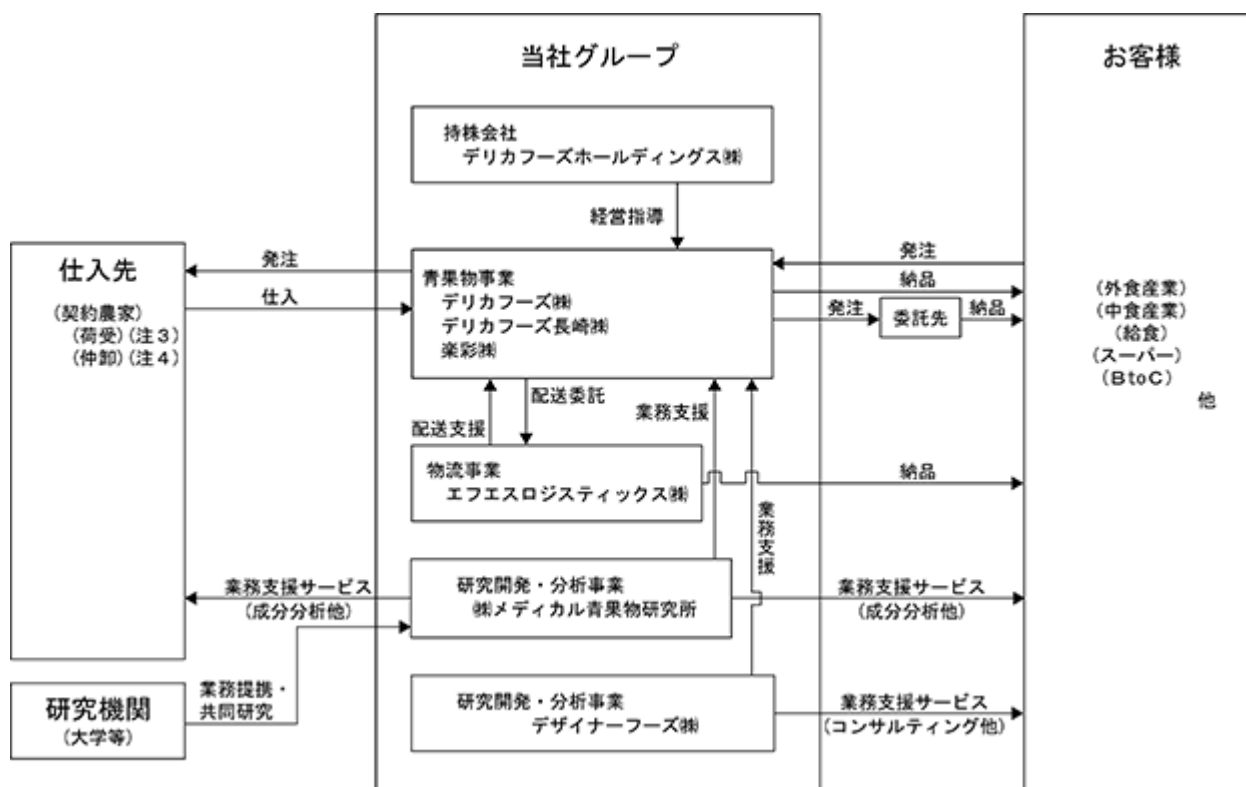 当社グループ
お客様
持株会社
デリカフーズホールディングス㈱
経営指導
仕入先
(契約農家)
(荷受)(注3)
(仲卸)(注4)
発注
仕入
青果物事業
デリカフーズ㈱
デリカフーズ長崎㈱
楽彩㈱
発注
納品
発注
委託先
納品
(外食産業)
(中食産業)
(給食)
(スーパー)
(BtoC)
他
配送支援
配送委託
業務支援
業務支援
物流事業
エフエスロジスティックス㈱
納品
業務支援サービス
(成分分析他)
研究開発・分析事業
㈱メディカル青果物研究所
業務支援サービス
(成分分析他)
研究機関
(大学等)
業務提携・
共同研究
研究開発・分析事業
デザイナーフーズ㈱
業務支援サービス
(コンサルティング他)